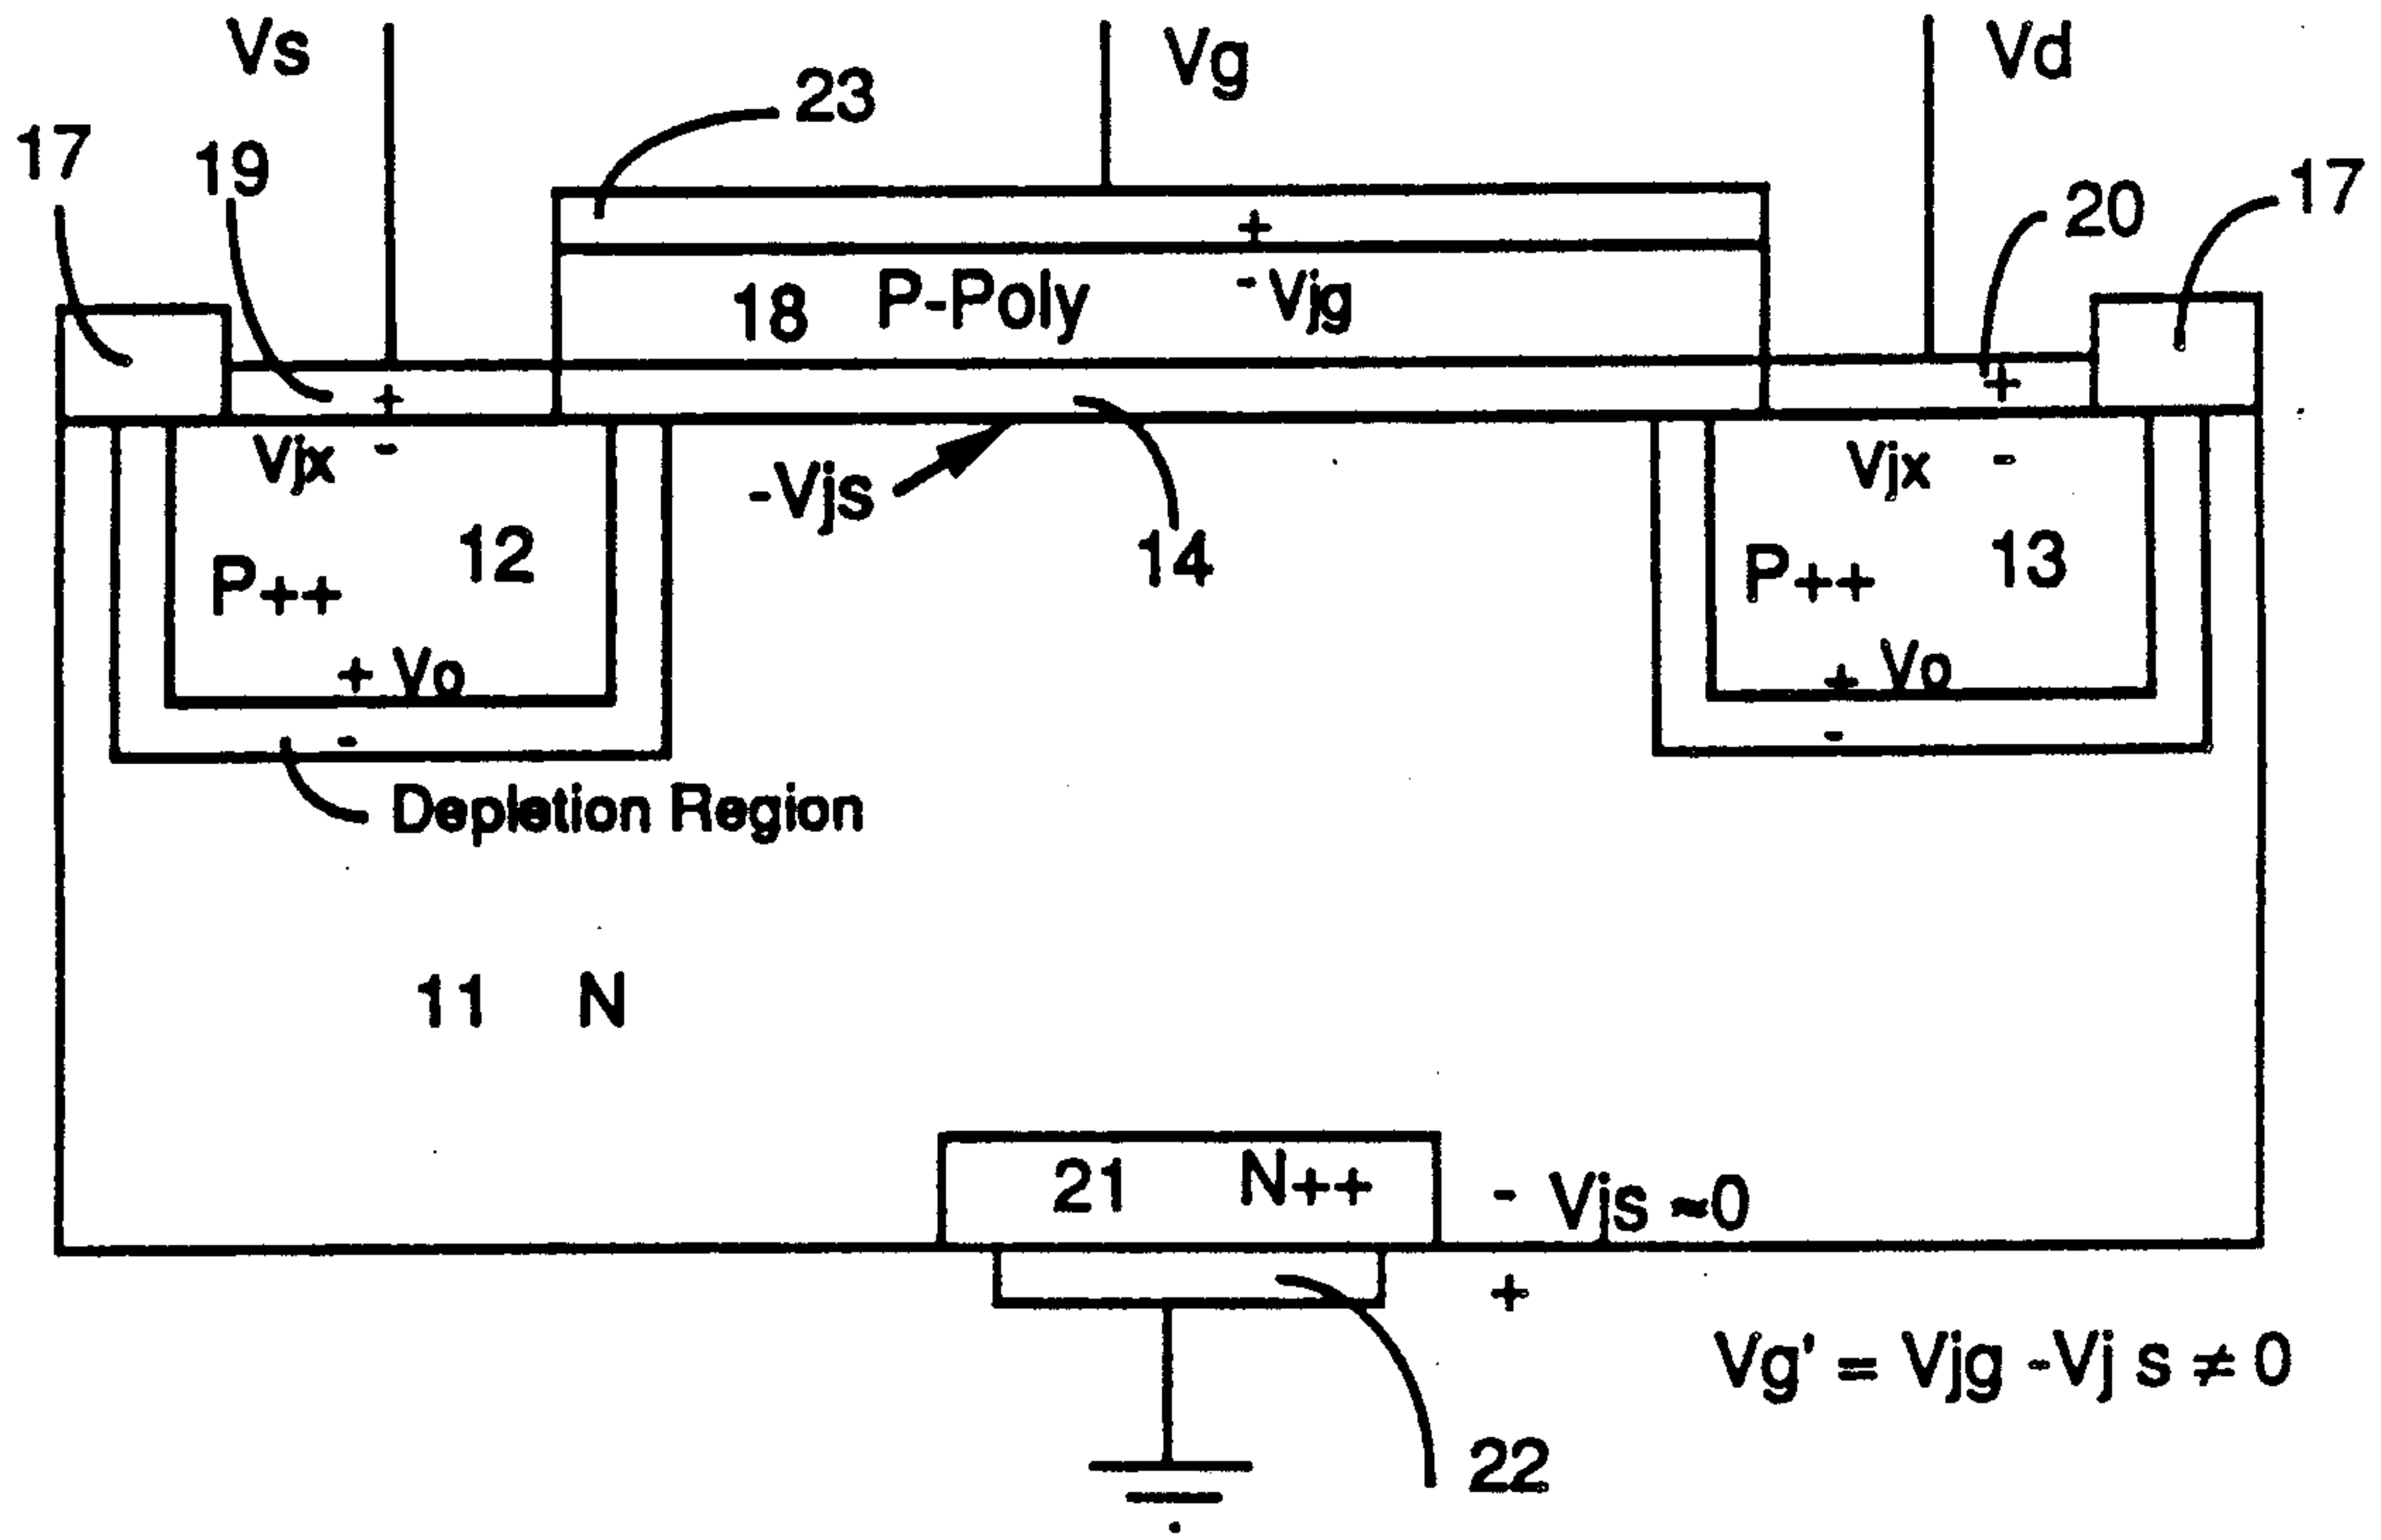 Vs
Vg
Vd
23
17
19
20
17
+
18 P-Poly - Vjg
+
+
Vjx -
-Vjs
14
Vjx -
P++ 12
P++ 13
+ Vo
+ Vo
-
-
Depletion Region
11 N
21 N++
- Vjs ≈0
+
Vg' = Vjg -Vj s ≠ 0
22